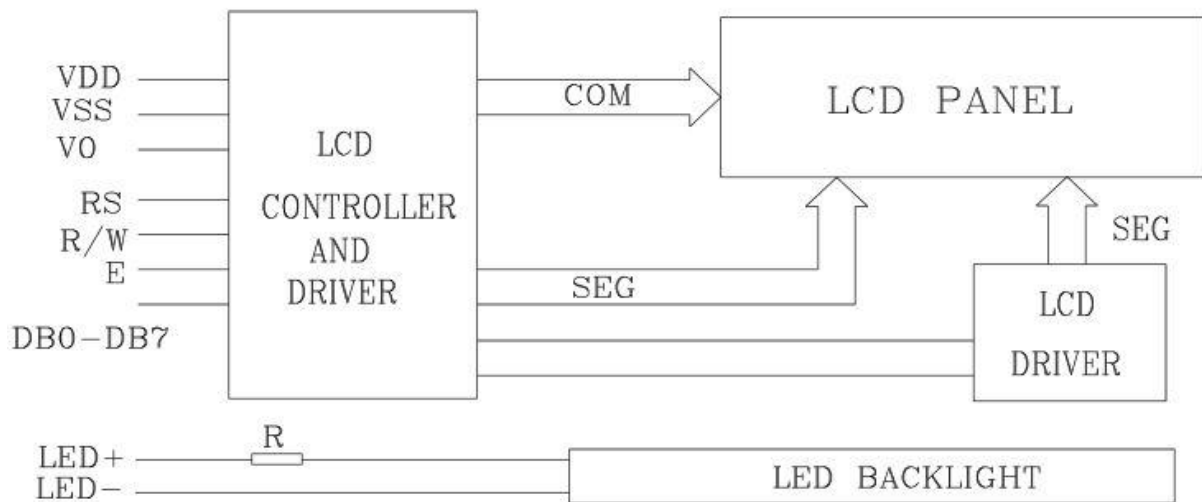 VDD
VSS
VO
RS
R/W
E
DB0-DB7
LCD
CONTROLLER
AND
DRIVER
COM
SEG
LCD PANEL
SEG
LCD
DRIVER
LED+
LED-
R
LED BACKLIGHT